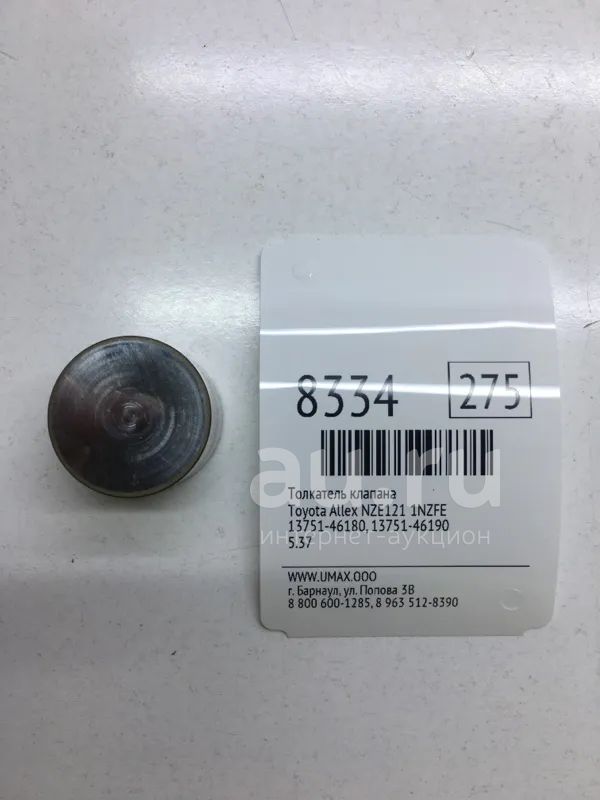 8334 275
au.ru
Толкатель клапана
Toyota Allex NZE121 1NZFE
13751-46180, 13751-46190
интернет-аукцион
5.37
WWW.UMAX.OOO
г. Барнаул, ул. Попова 3В
8 800 600-1285, 8 963 512-8390